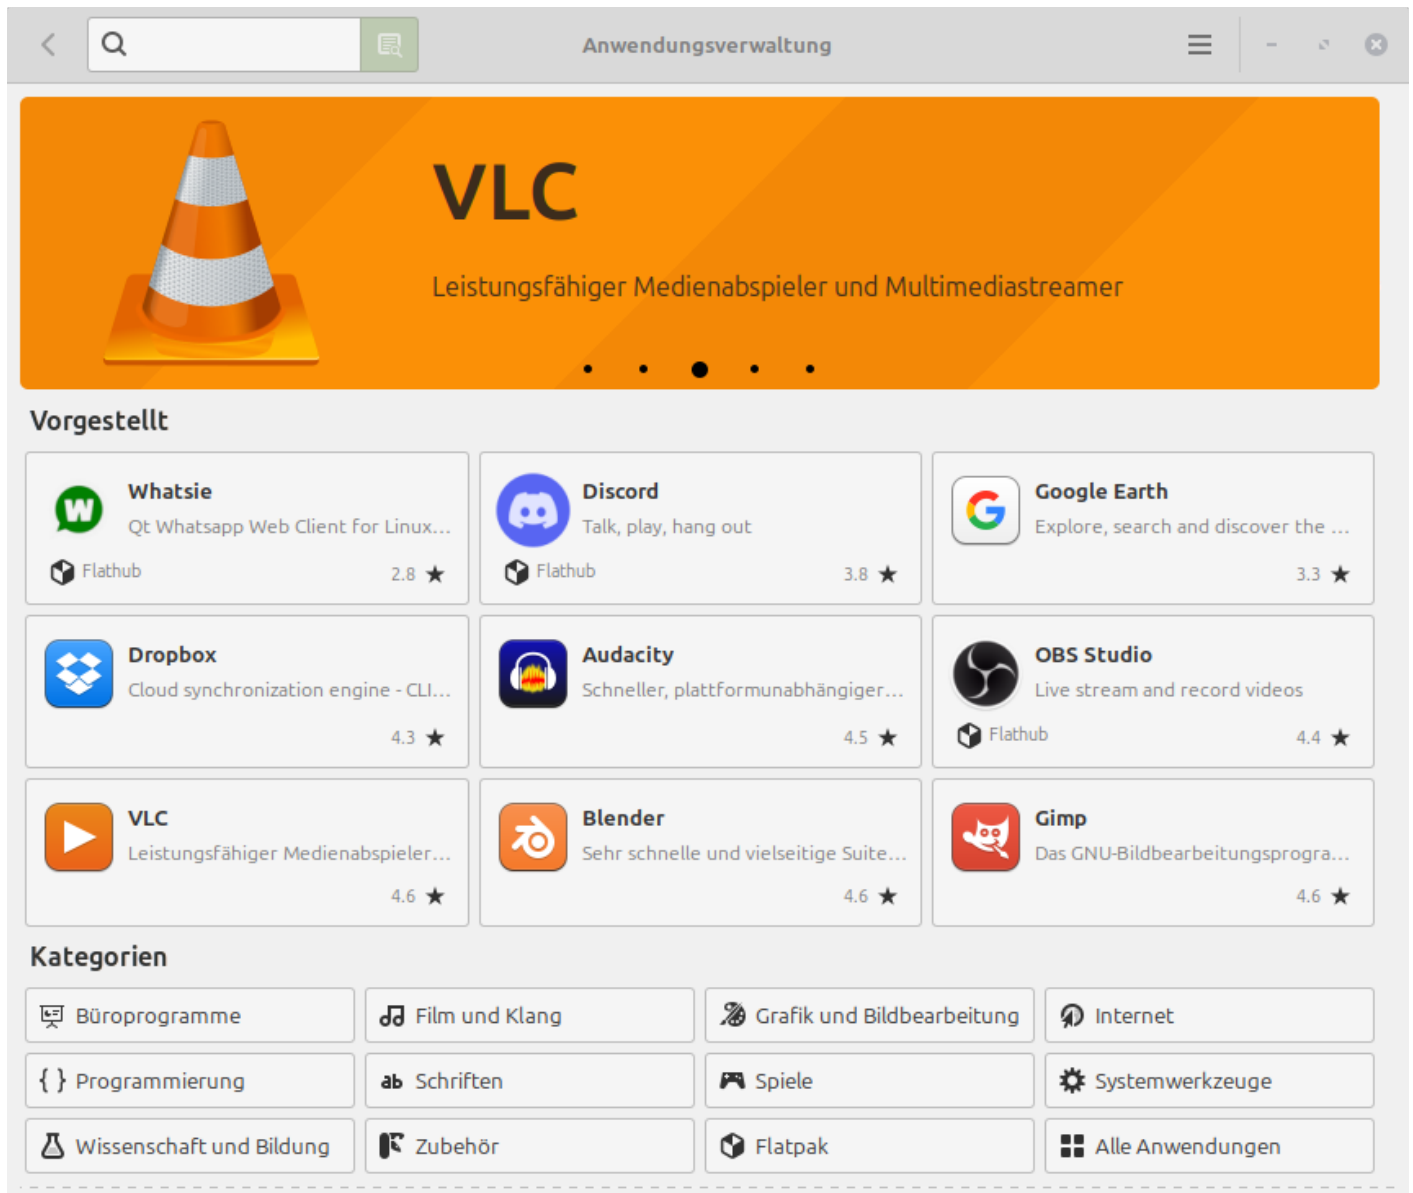 Anwendungsverwaltung
VLC
Leistungsfähiger Medienabspieler und Multimediastreamer
Vorgestellt
Whatsie
Qt Whatsapp Web Client for Linux...
Flathub
2.8 ★
Discord
Talk, play, hang out
Flathub
3.8 ★
Google Earth
Explore, search and discover the ...
3.3 ★
Dropbox
Cloud synchronization engine - CLI...
4.3 ★
Audacity
Schneller, plattformunabhängiger...
4.5 ★
OBS Studio
Live stream and record videos
Flathub
4.4 ★
VLC
Leistungsfähiger Medienabspieler...
4.6 ★
Blender
Sehr schnelle und vielseitige Suite...
4.6 ★
Gimp
Das GNU-Bildbearbeitungsprogra...
4.6 ★
Kategorien
Büroprogramme
Film und Klang
Grafik und Bildbearbeitung
Internet
{ } Programmierung
ab Schriften
Spiele
Systemwerkzeuge
Wissenschaft und Bildung
Zubehör
Flatpak
Alle Anwendungen